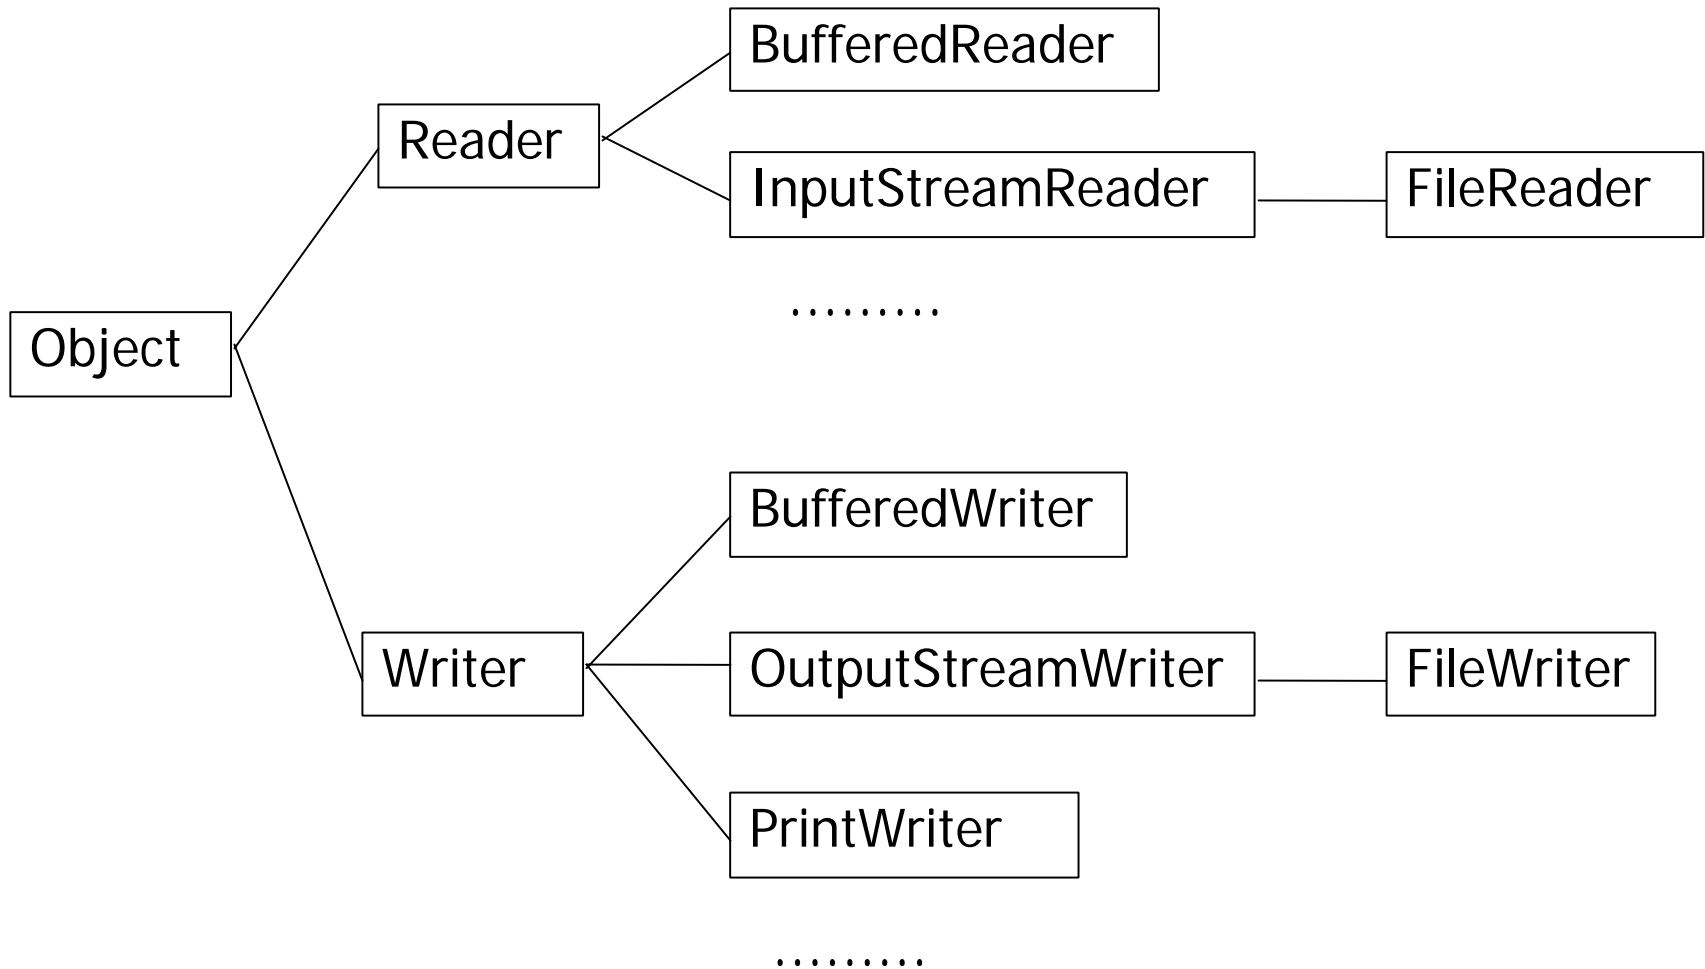 BufferedReader
Reader
InputStreamReader
FileReader
.........
Object
BufferedWriter
Writer
OutputStreamWriter
FileWriter
PrintWriter
.........